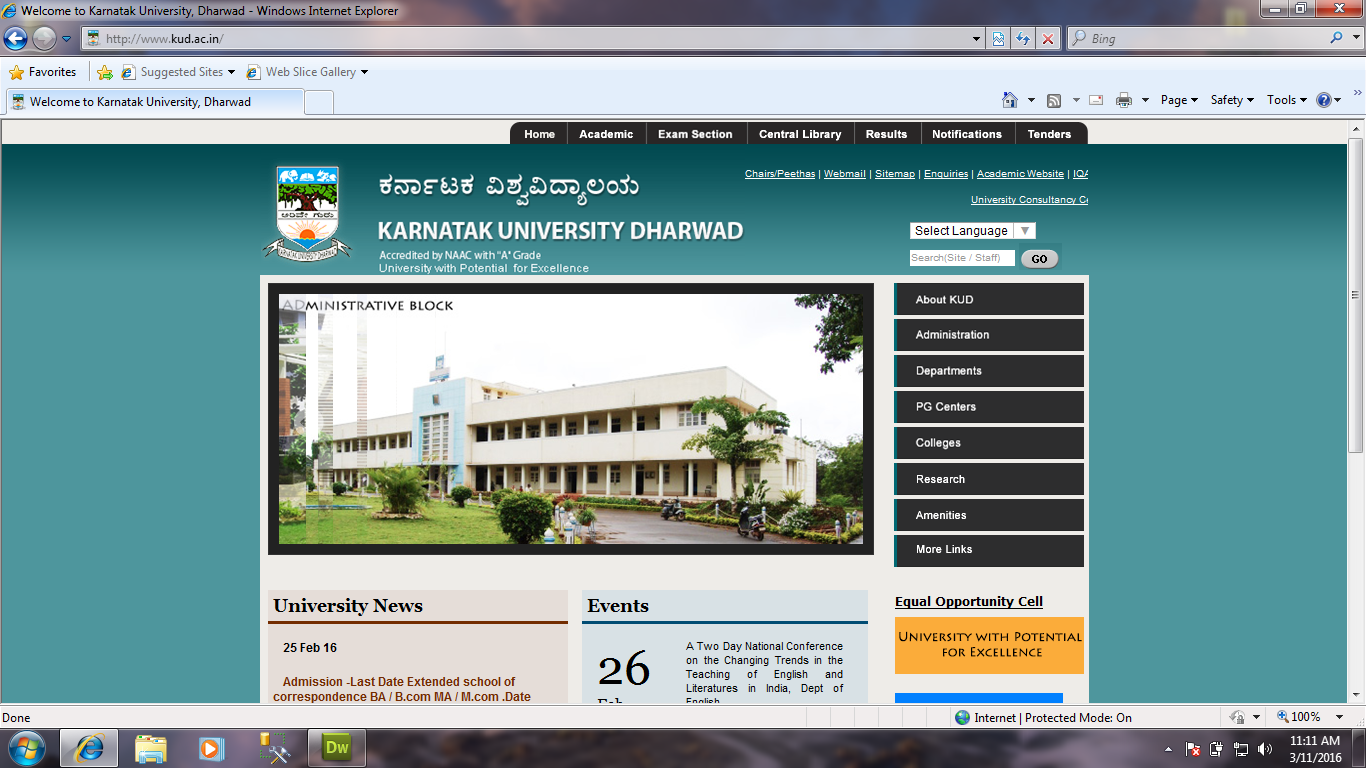 Welcome to Karnatak University, Dharwad - Windows Internet Explorer
http://www.kud.ac.in/
Bing
Favorites
Suggested Sites
Web Slice Gallery
Welcome to Karnatak University, Dharwad
Page
Safety
Tools
Home
Academic
Exam Section
Central Library
Results
Notifications
Tenders
Chairs/Peethas | Webmail | Sitemap | Enquiries | Academic Website |
University Consultancy
ಕರ್ನಾಟಕ ವಿಶ್ವವಿದ್ಯಾಲಯ
ಅರಿವೇ ಗುರು
KARNATAK UNIVERSITY DHARWAD
Accredited by NAAC with "A" Grade
University with Potential for Excellence
Select Language
Search(Site / Staff)
GO
ADMINISTRATIVE BLOCK
About KUD
Administration
Departments
PG Centers
Colleges
Research
Amenities
More Links
University News
25 Feb 16
Admission -Last Date Extended school of
correspondence BA / B.com MA / M.com .Date
Events
26
Feb
A Two Day National Conference
on the Changing Trends in the
Teaching of English and
Literatures in India, Dept of
English
Equal Opportunity Cell
UNIVERSITY WITH POTENTIAL
FOR EXCELLENCE
Done
Internet | Protected Mode: On
100%
Dw
11:11 AM
3/11/2016